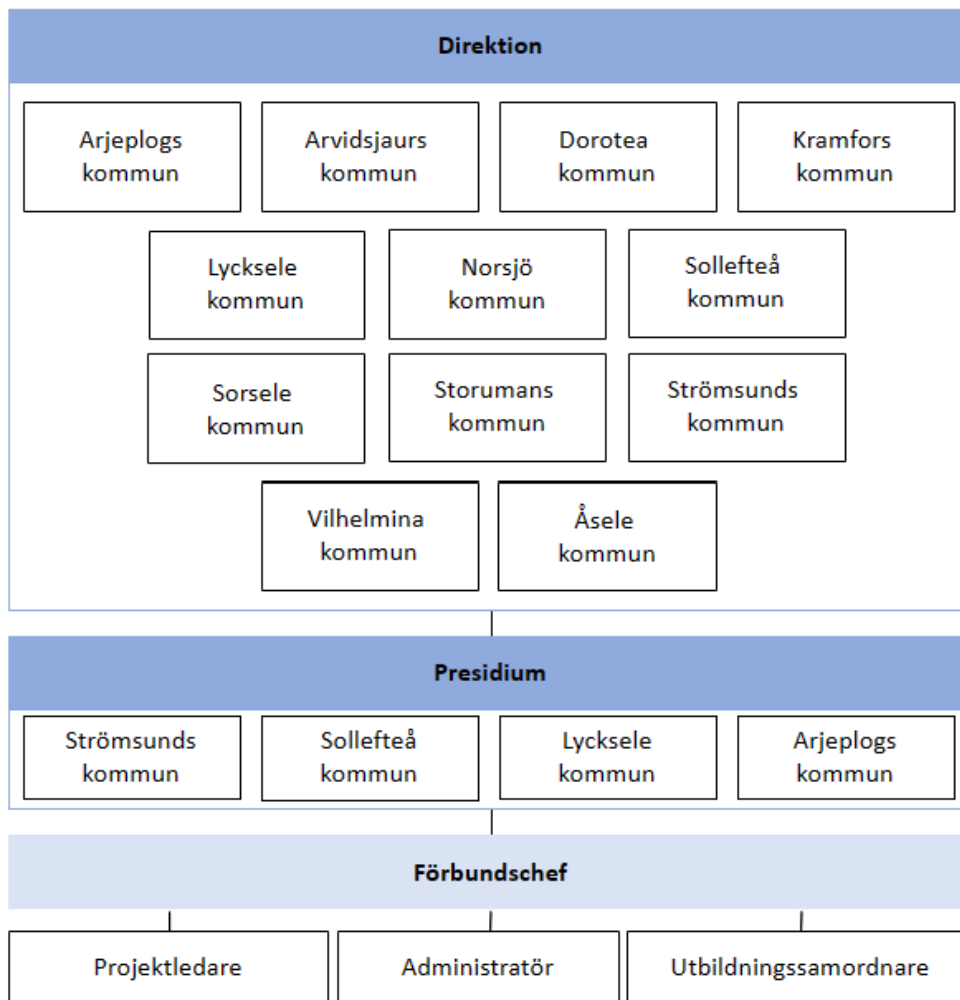 Direktion
Arjeplogs
kommun
Arvidsjaurs
kommun
Dorotea
kommun
Kramfors
kommun
Lycksele
kommun
Norsjö
kommun
Sollefteå
kommun
Sorsele
kommun
Storumans
kommun
Strömsunds
kommun
Vilhelmina
kommun
Åsele
kommun
Presidium
Strömsunds
kommun
Sollefteå
kommun
Lycksele
kommun
Arjeplogs
kommun
Förbundschef
Projektledare
Administratör
Utbildningssamordnare